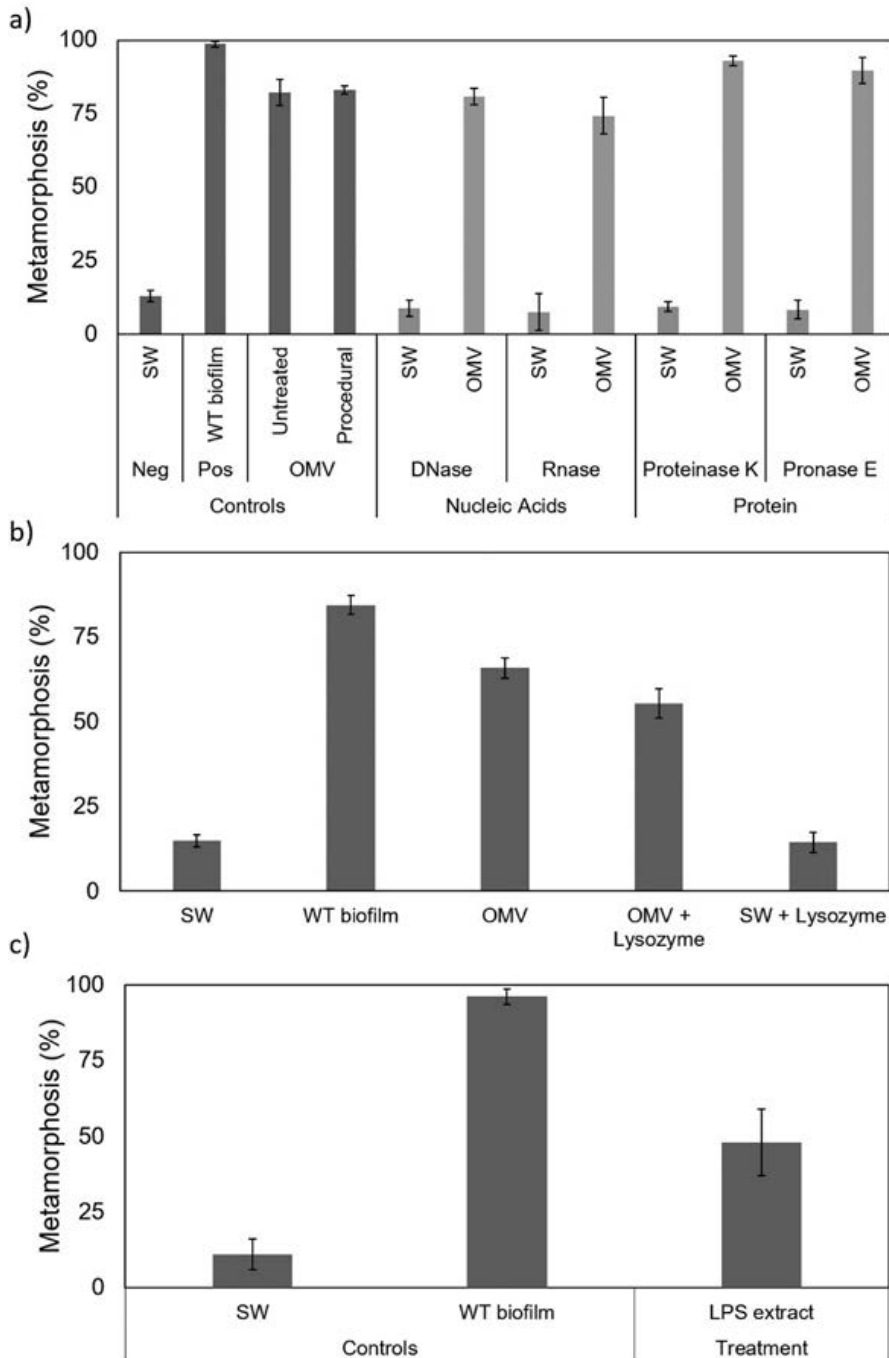 a)
Metamorphosis (%)
100
75
50
25
0
SW
WT biofilm
Untreated
Procedural
SW
OMV
SW
OMV
SW
OMV
SW
OMV
Neg Pos OMV DNase Rnase Proteinase K Pronase E
Controls Nucleic Acids Protein
b)
Metamorphosis (%)
100
75
50
25
0
SW WT biofilm OMV OMV + Lysozyme SW + Lysozyme
c)
Metamorphosis (%)
100
75
50
25
0
SW WT biofilm LPS extract
Controls Treatment